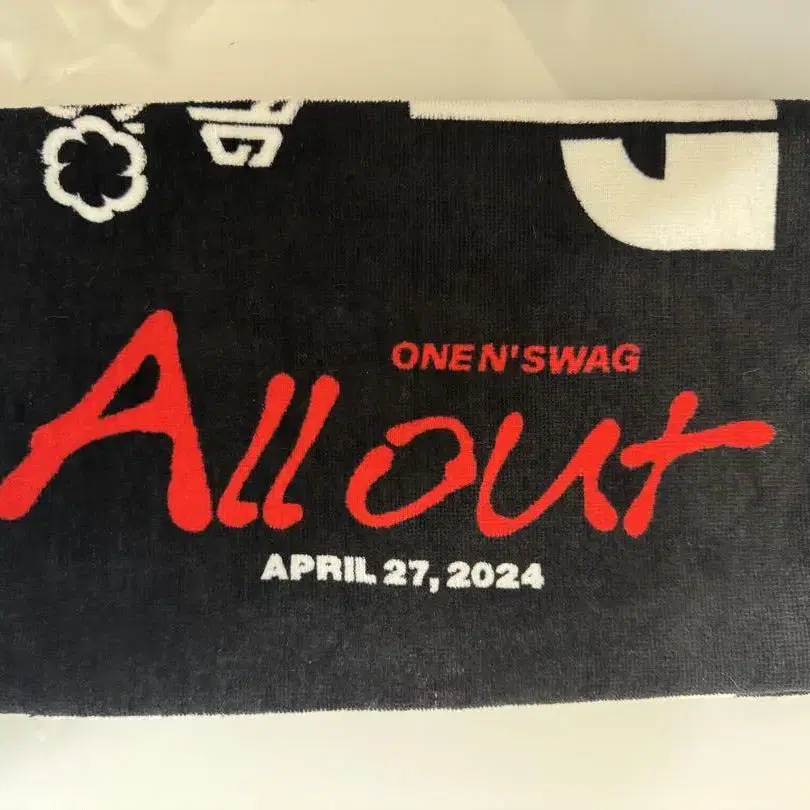 ONE N'SWAG
All out
APRIL 27, 2024